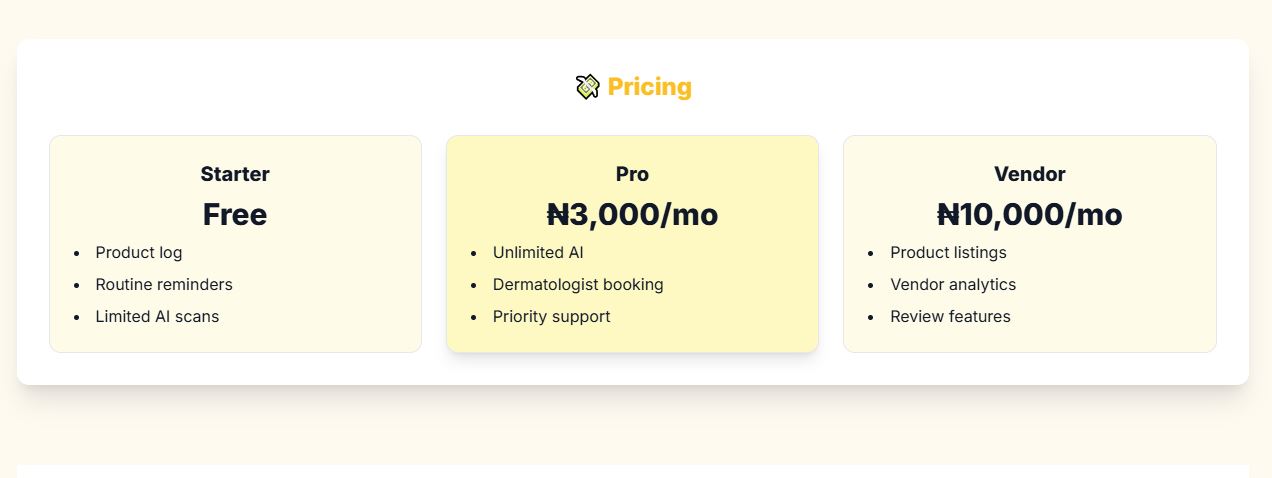 Pricing
Starter
Free
• Product log
• Routine reminders
• Limited AI scans
Pro
₦3,000/mo
• Unlimited AI
• Dermatologist booking
• Priority support
Vendor
₦10,000/mo
• Product listings
• Vendor analytics
• Review features